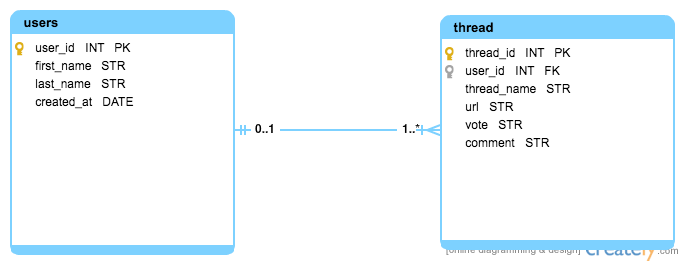 users
user_id INT PK
first_name STR
last_name STR
created_at DATE
0..1
1..*
thread
thread_id INT PK
user_id INT FK
thread_name STR
url STR
vote STR
comment STR
[online diagramming & design] creately.com